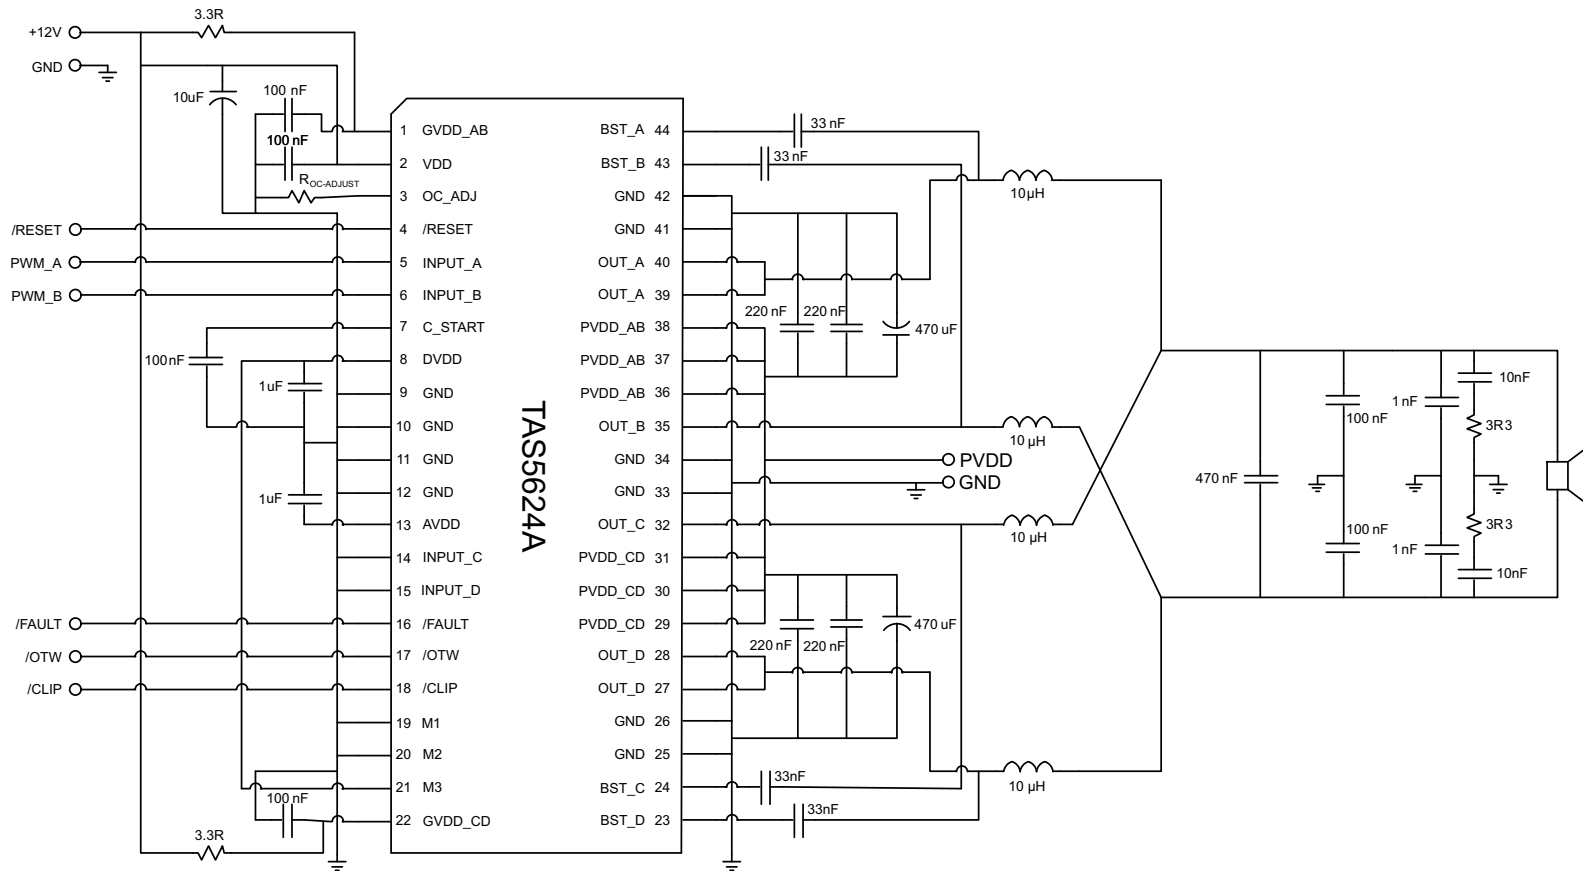 3.3R
+12V
GND
10uF
100 nF
100 nF
R OC-ADJUST
/RESET
PWM_A
PWM_B
100 nF
1uF
1uF
/FAULT
/OTW
/CLIP
100 nF
3.3R
1 GVDD_AB
2 VDD
3 OC_ADJ
4 /RESET
5 INPUT_A
6 INPUT_B
7 C_START
8 DVDD
9 GND
10 GND
11 GND
12 GND
13 AVDD
14 INPUT_C
15 INPUT_D
16 /FAULT
17 /OTW
18 /CLIP
19 M1
20 M2
21 M3
22 GVDD_CD
TAS5624A
BST_A 44
BST_B 43
GND 42
GND 41
OUT_A 40
OUT_A 39
PVDD_AB 38
PVDD_AB 37
PVDD_AB 36
OUT_B 35
GND 34
GND 33
OUT_C 32
PVDD_CD 31
PVDD_CD 30
PVDD_CD 29
OUT_D 28
OUT_D 27
GND 26
GND 25
BST_C 24
BST_D 23
33 nF
33 nF
10 µH
220 nF
220 nF
470 uF
10 µH
PVDD
GND
10 µH
220 nF
220 nF
470 uF
10 µH
33nF
33nF
470 nF
100 nF
100 nF
1 nF
1 nF
10nF
3R3
3R3
10nF